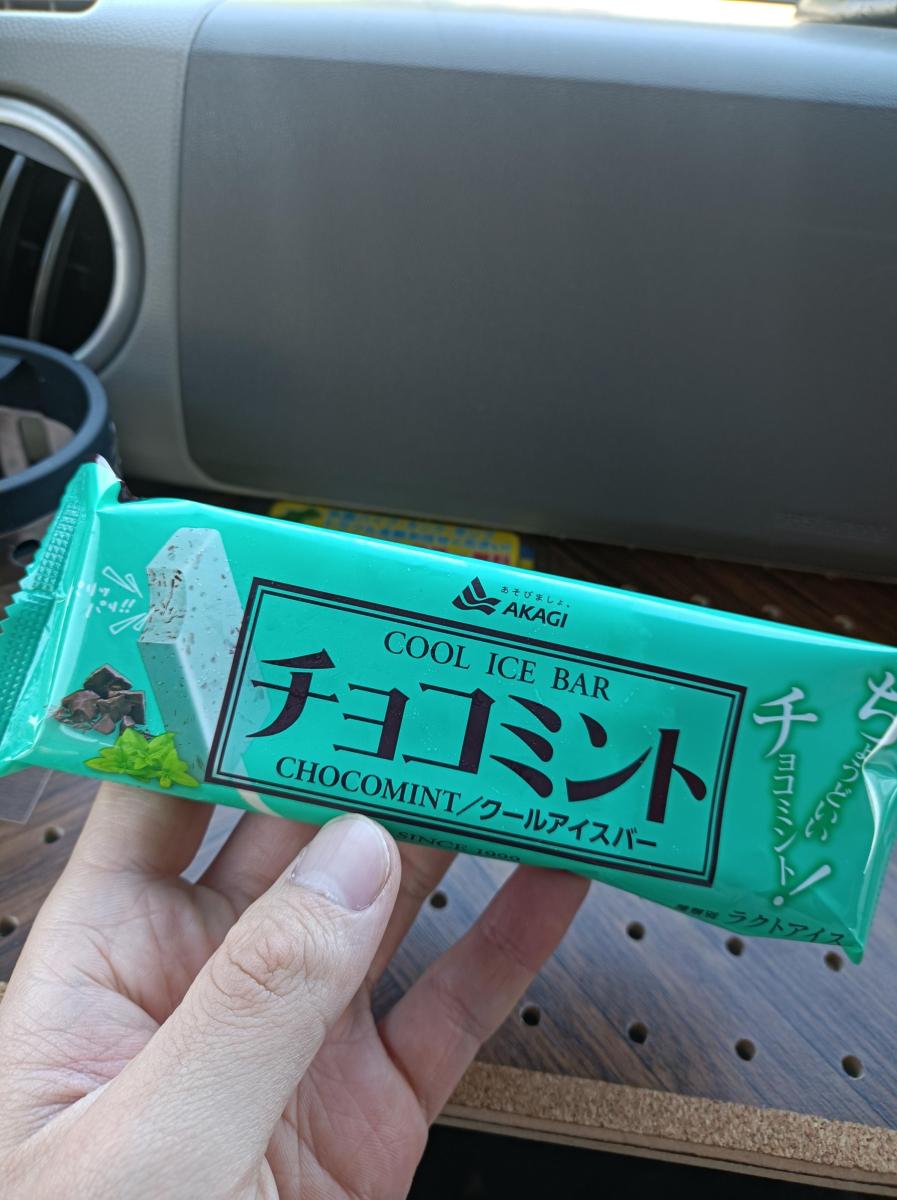 あそびましょ。
AKAGI
COOL ICE BAR
チョコミント
CHOCOMINT/クールアイスバー
SINCE
ちょうどいい
チョコミント!
ラクトアイス